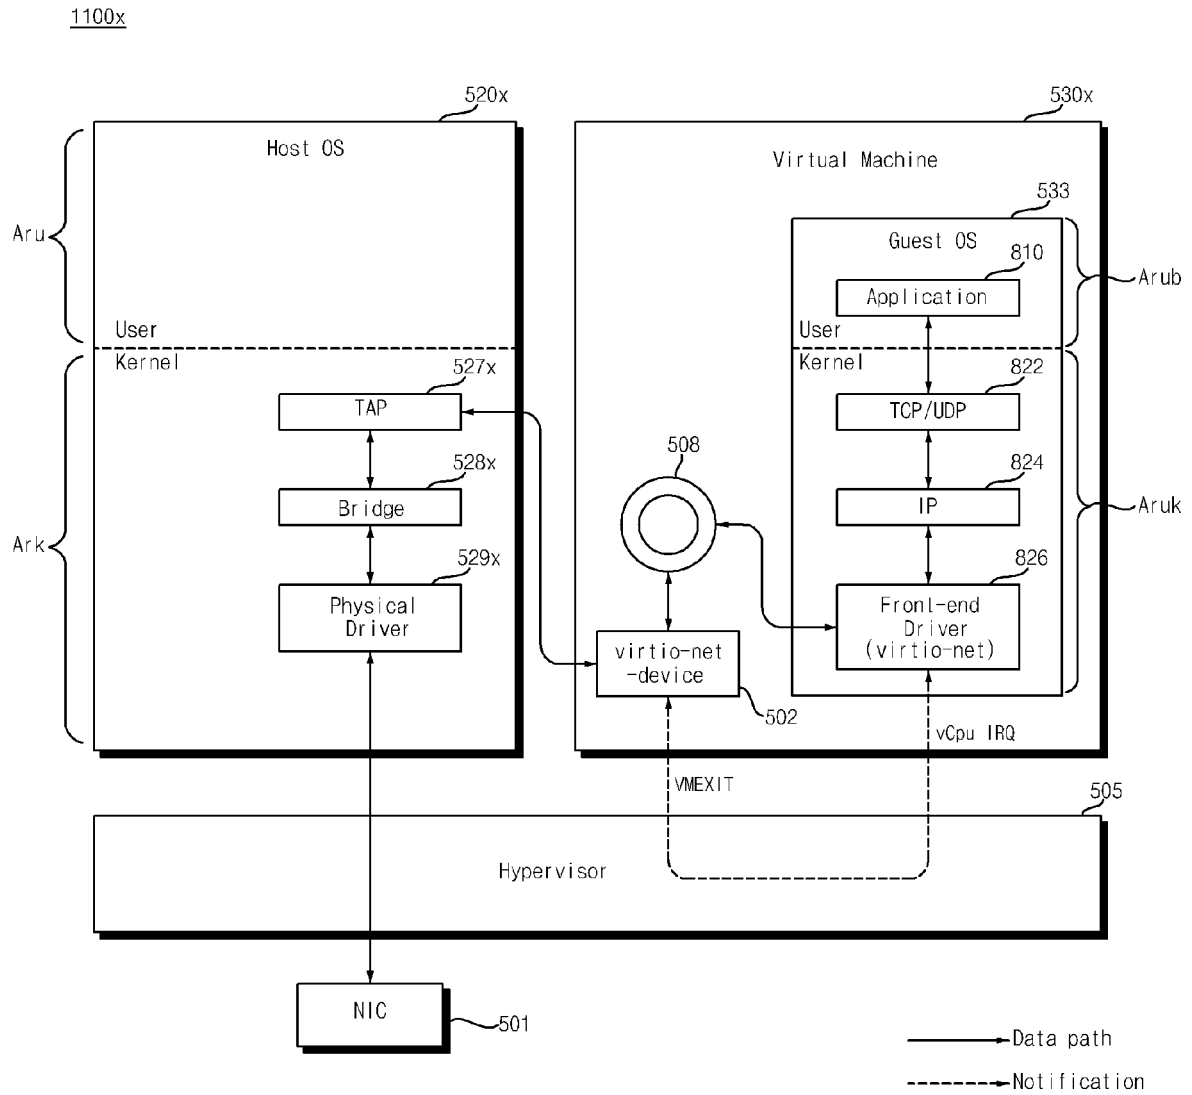 1100x
520x
530x
Host OS
Virtual Machine
533
Guest OS
Aru
810
Arub
Application
User
User
Kernel
Kernel
527x
822
TAP
TCP/UDP
508
528x
824
Bridge
IP
Aruk
Ark
529x
826
Physical
Driver
Front-end
Driver
(virtio-net)
virtio-net
-device
502
vCpu IRQ
VMEXIT
505
Hypervisor
NIC
501
Data path
Notification